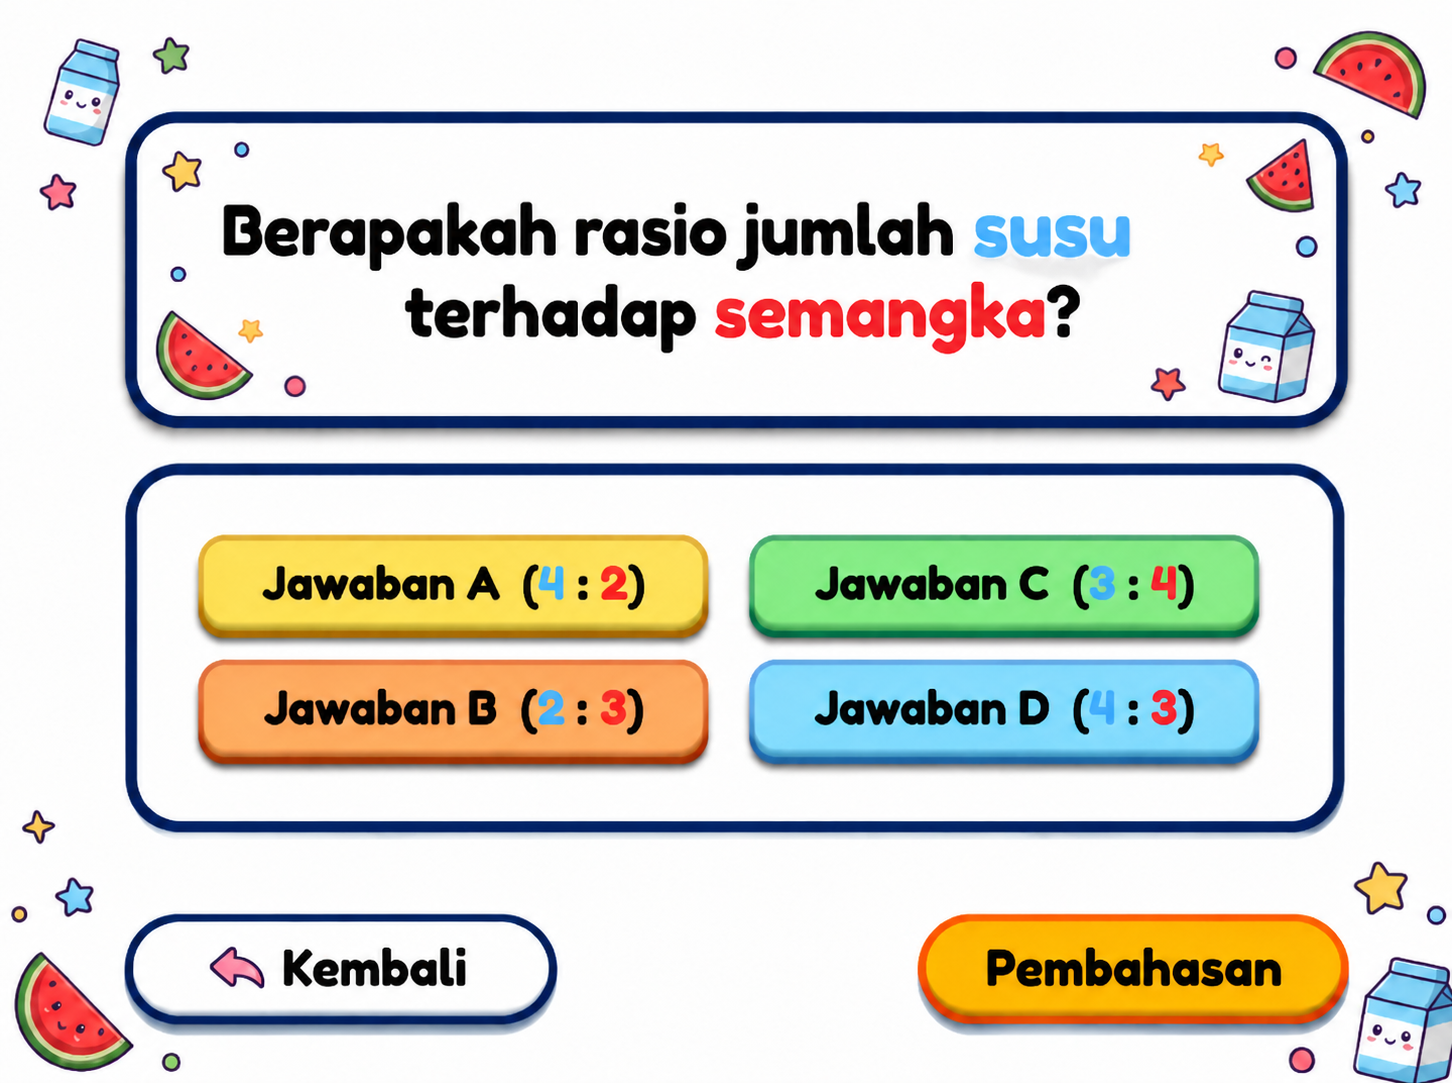 Berapakah rasio jumlah susu
terhadap semangka?
Jawaban A (4 : 2)
Jawaban C (3 : 4)
Jawaban B (2 : 3)
Jawaban D (4 : 3)
Kembali
Pembahasan